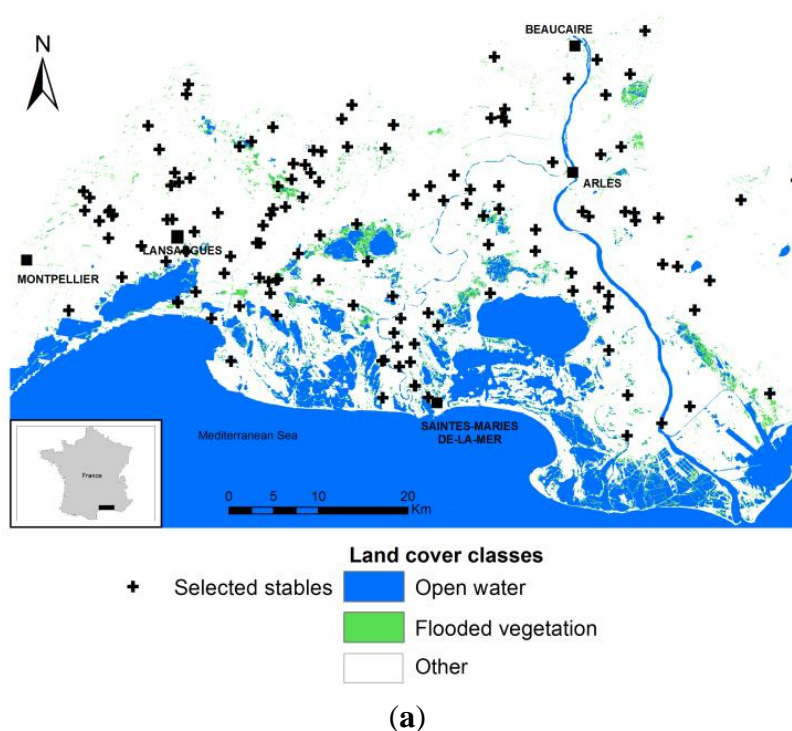 BEAUCAIRE
N
ARLES
LANSARGUES
MONTPELLIER
SAINTES-MARIES
DE-LA-MER
Mediterranean Sea
France
0 5 10 20
Km
Land cover classes
Selected stables
Open water
Flooded vegetation
Other
(a)